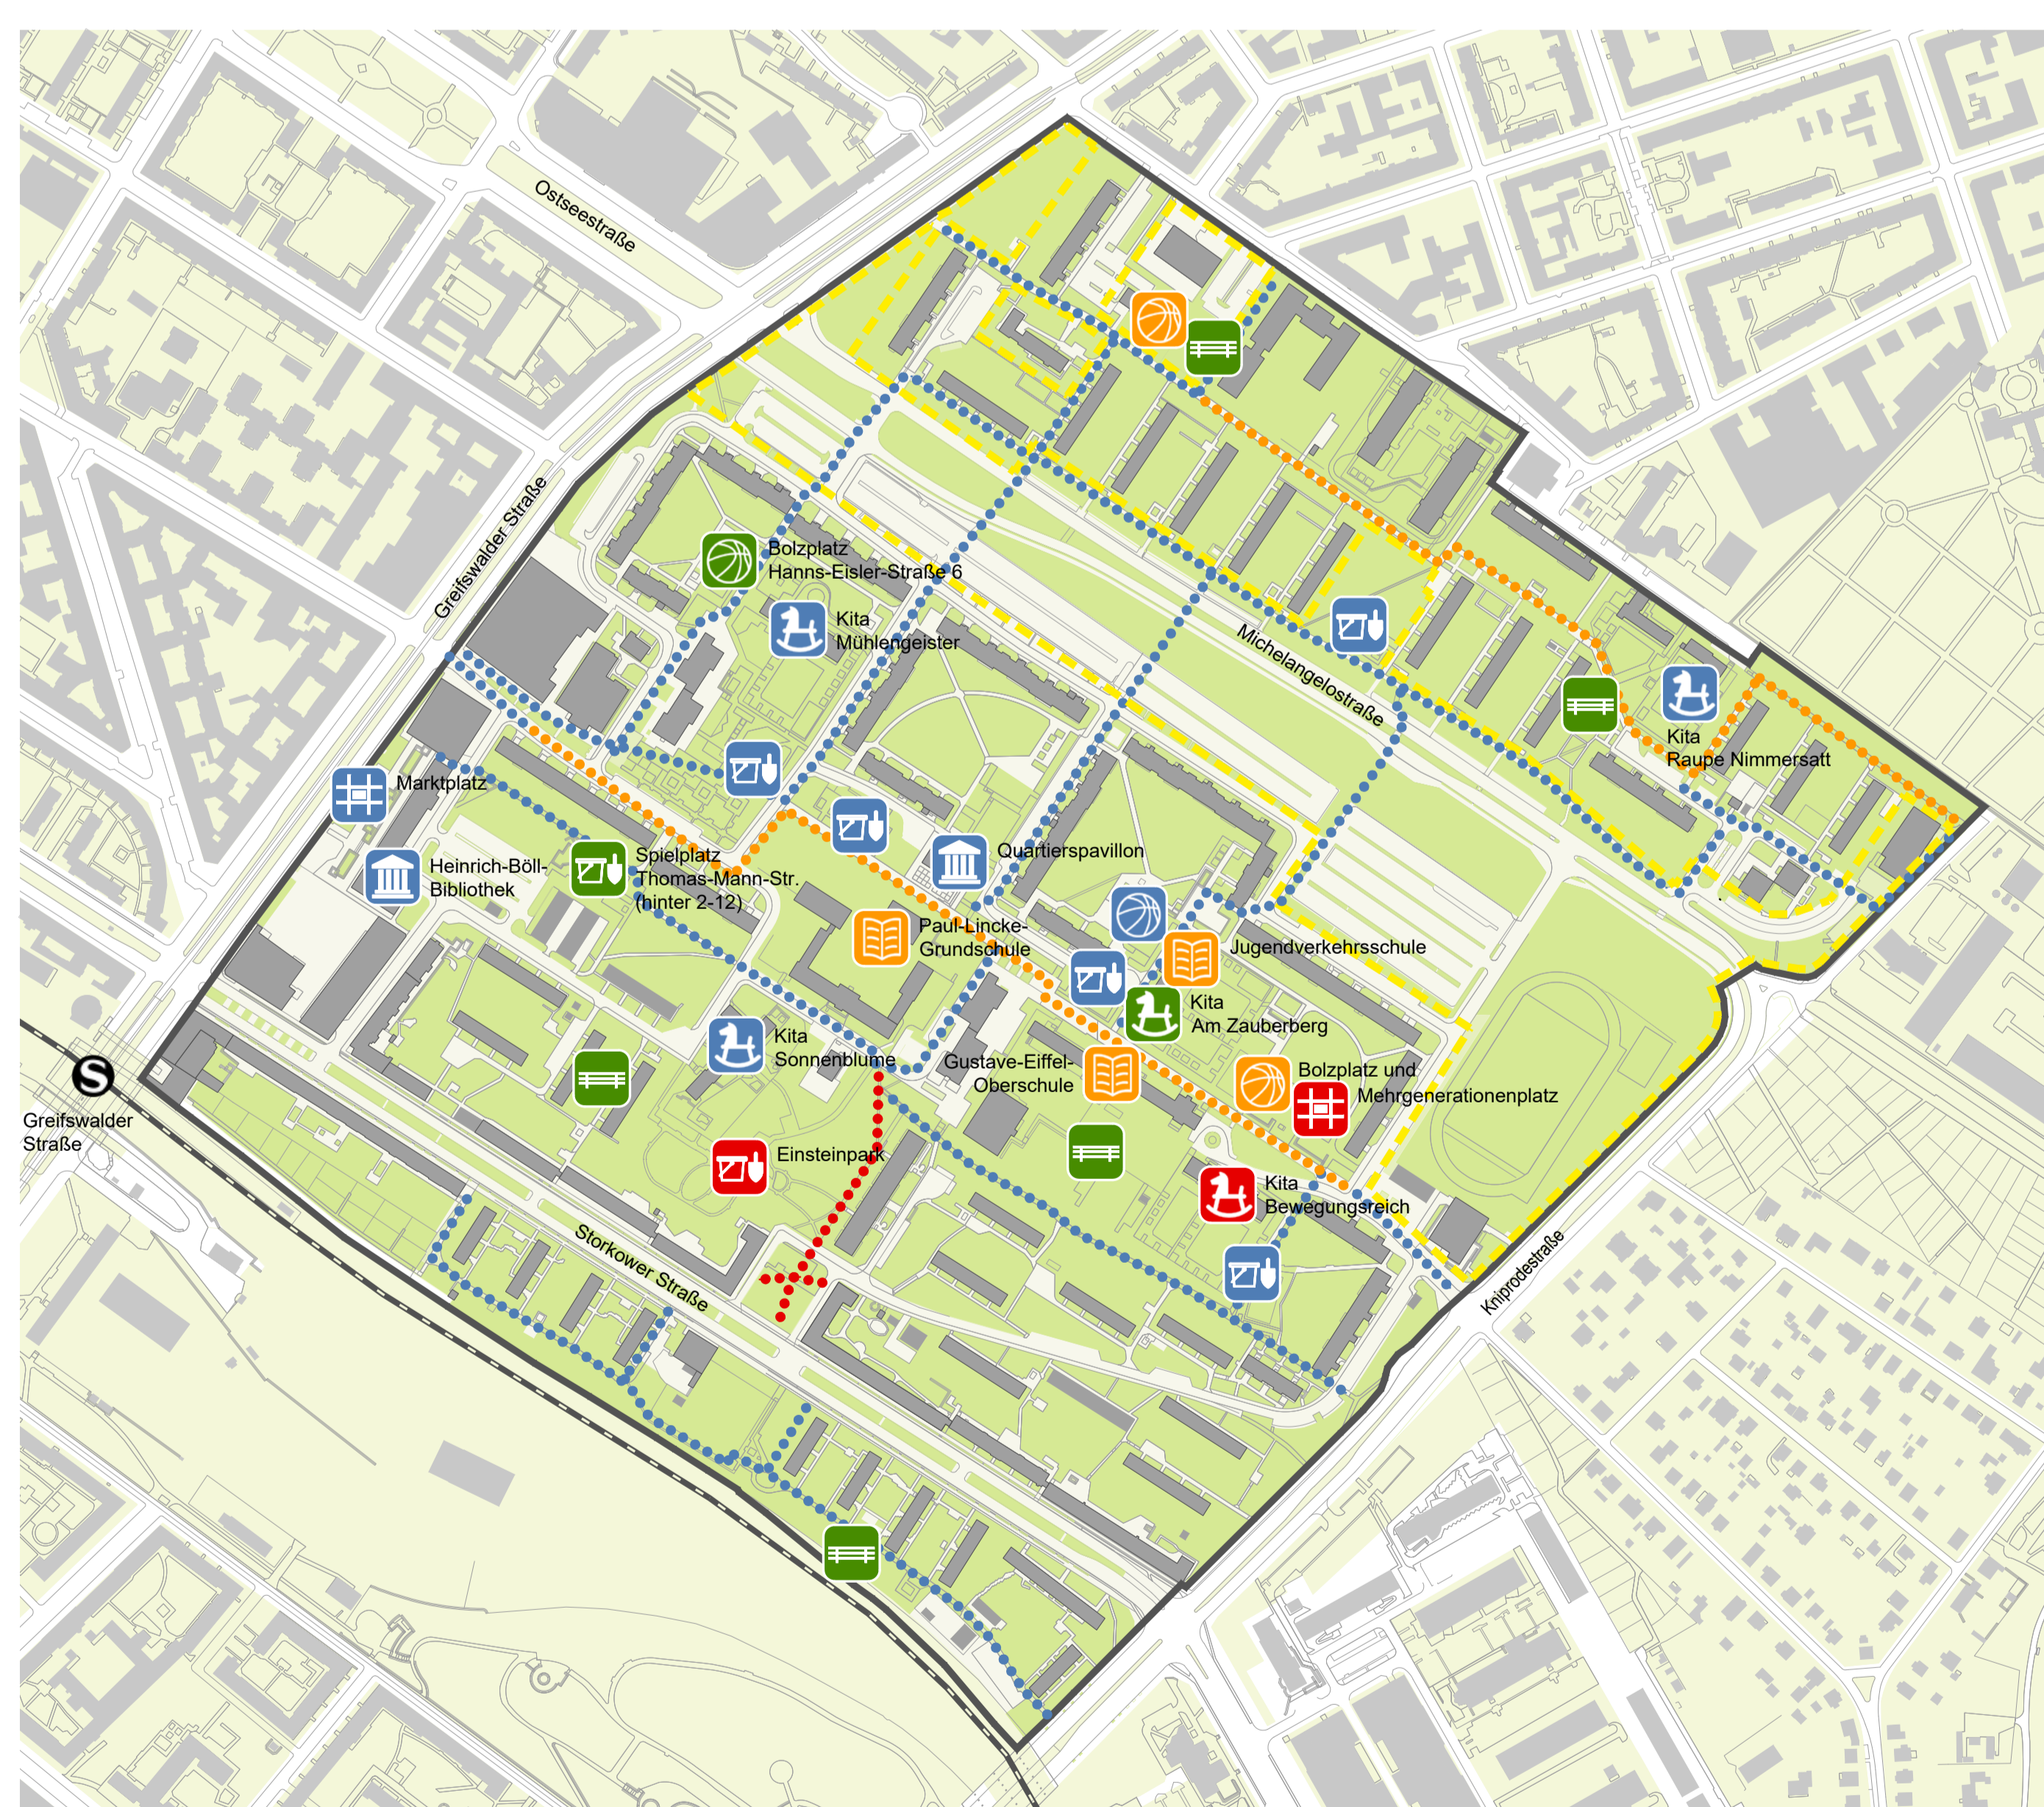 Ostseestraße
Greifswalder Straße
Bolzplatz
Hanns-Eisler-Straße 6
Kita
Mühlengeister
Michelangelostraße
Kita
Raupe Nimmersatt
Marktplatz
Heinrich-Böll-
Bibliothek
Spielplatz
Thomas-Mann-Str.
(hinter 2-12)
Quartierspavillon
Paul-Lincke-
Grundschule
Jugendverkehrsschule
Kita
Am Zauberberg
Kita
Sonnenblume
Gustave-Eiffel-
Oberschule
Bolzplatz und
Mehrgenerationenplatz
S
Greifswalder
Straße
Einsteinpark
Kita
Bewegungsreich
Storkower Straße
Kniprodestraße